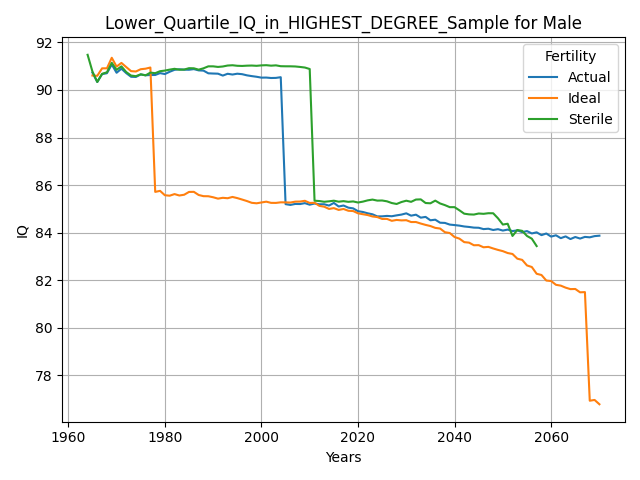 Lower_Quartile_IQ_in_HIGHEST_DEGREE_Sample for Male
Fertility
Actual
Ideal
Sterile
IQ
92
90
88
86
84
82
80
78
1960
1980
2000
2020
2040
2060
Years